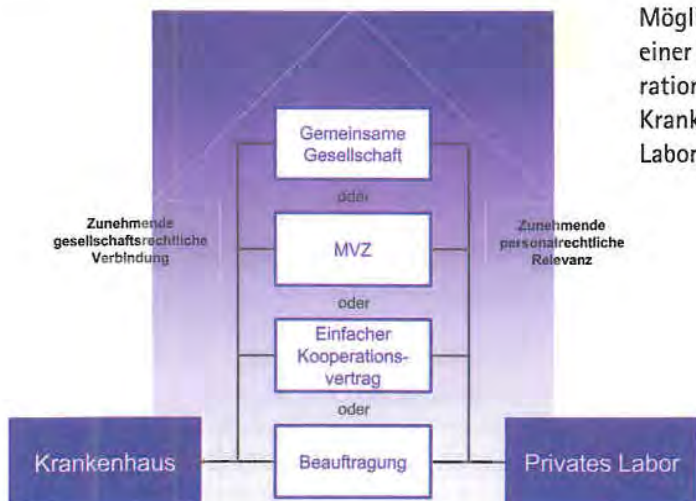 Mögl
einer
ration
Krank
Labor
Gemeinsame
Gesellschaft
oder
Zunehmende
gesellschaftsrechtliche
Verbindung
MVZ
Zunehmende
personalrechtliche
Relevanz
oder
Einfacher
Kooperations-
vertrag
oder
Krankenhaus
Beauftragung
Privates Labor